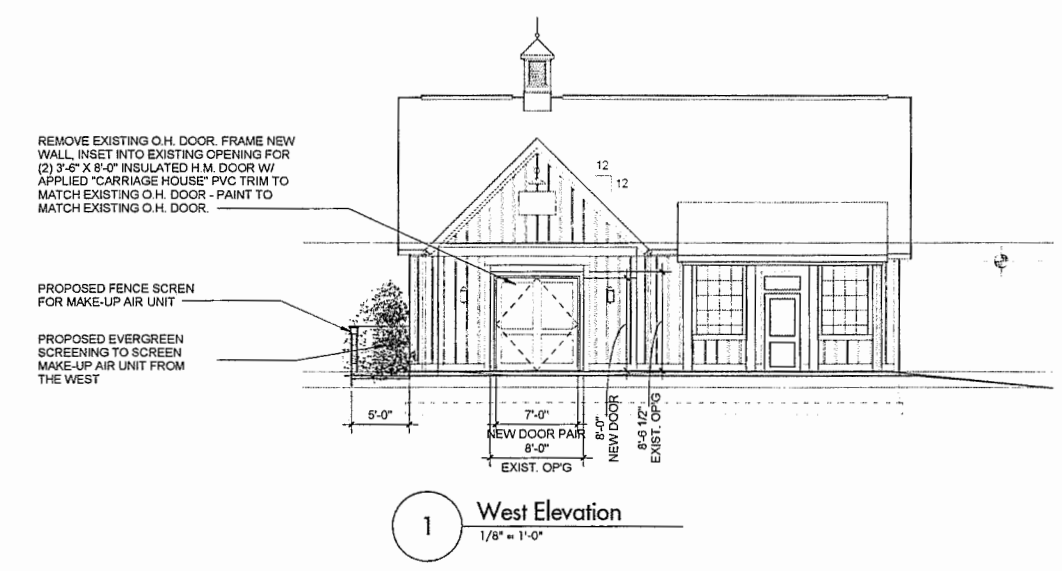 REMOVE EXISTING O.H. DOOR. FRAME NEW
WALL, INSET INTO EXISTING OPENING FOR
(2) 3'-6" X 8'-0" INSULATED H.M. DOOR W/
APPLIED "CARRIAGE HOUSE" PVC TRIM TO
MATCH EXISTING O.H. DOOR - PAINT TO
MATCH EXISTING O.H. DOOR.
12
12
PROPOSED FENCE SCREN
FOR MAKE-UP AIR UNIT
PROPOSED EVERGREEN
SCREENING TO SCREEN
MAKE-UP AIR UNIT FROM
THE WEST
5'-0"
7'-0"
NEW DOOR PAIR
8'-0"
EXIST. OP'G
8'-0"
NEW DOOR
8'-6 1/2"
EXIST. OP'G
1
West Elevation
1/8" = 1'-0"